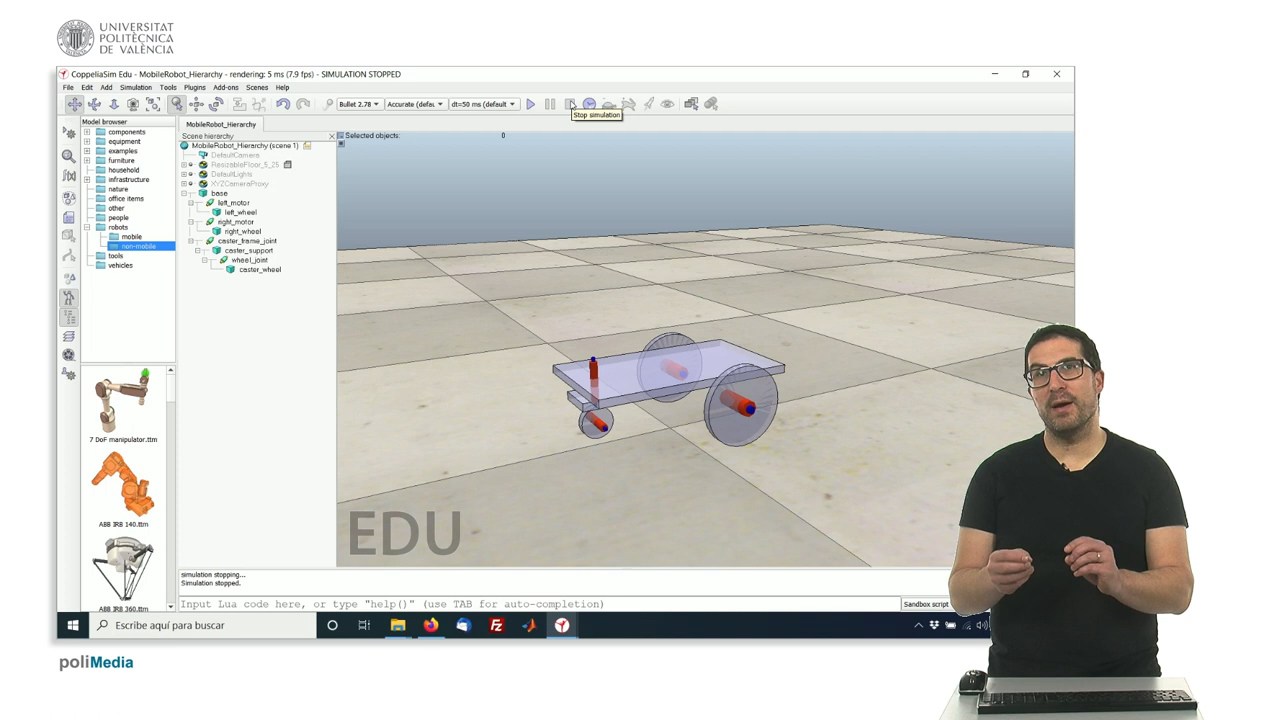 UNIVERSITAT
POLITÈCNICA
DE VALÈNCIA
CoppeliaSim Edu - MobileRobot_Hierarchy - rendering: 5 ms (7.9 fps) - SIMULATION STOPPED
File Edit Add Simulation Tools Plugins Add-ons Scenes Help
Bullet 2.78 Accurate (defau dt=50 ms (default
Stop simulation
Model browser
components
equipment
examples
furniture
household
infrastructure
nature
office items
other
people
robots
mobile
non-mobile
tools
vehicles
MobileRobot_Hierarchy
Scene hierarchy
MobileRobot_Hierarchy (scene 1)
DefaultCamera
ResizableFloor_5_25
DefaultLights
XYZCameraProxy
base
left_motor
left_wheel
right_motor
right_wheel
caster_frame_joint
caster_support
wheel_joint
caster_wheel
Selected objects: 0
7 DoF manipulator.ttm
ABB IRB 140.ttm
ABB IRB 360.ttm
EDU
simulation stopping...
Simulation stopped.
Input Lua code here, or type "help()" (use TAB for auto-completion)
Sandbox script
Escribe aquí para buscar
poliMedia